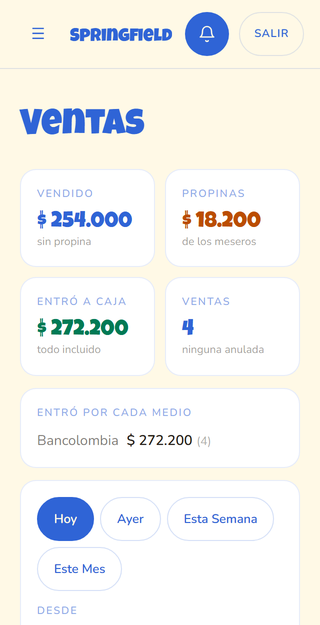 ☰ SPRINGFIELD SALIR
Ventas
VENDIDO
$ 254.000
sin propina
PROPINAS
$ 18.200
de los meseros
ENTRÓ A CAJA
$ 272.200
todo incluido
VENTAS
4
ninguna anulada
ENTRÓ POR CADA MEDIO
Bancolombia $ 272.200 (4)
Hoy Ayer Esta Semana
Este Mes
DESDE